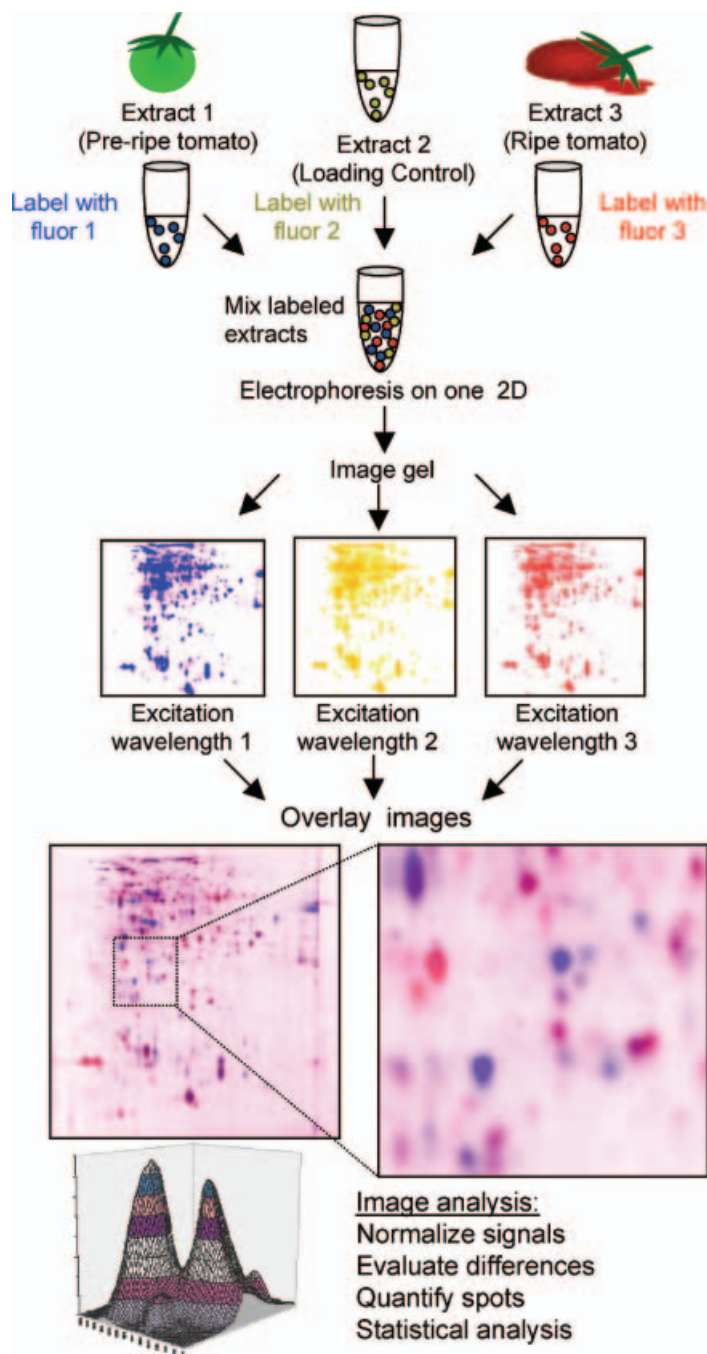 Extract 1
(Pre-ripe tomato)
Extract 2
(Loading Control)
Extract 3
(Ripe tomato)
Label with
fluor 1
Label with
fluor 2
Label with
fluor 3
Mix labeled
extracts
Electrophoresis on one 2D
Image gel
Excitation
wavelength 1
Excitation
wavelength 2
Excitation
wavelength 3
Overlay images
Image analysis:
Normalize signals
Evaluate differences
Quantify spots
Statistical analysis